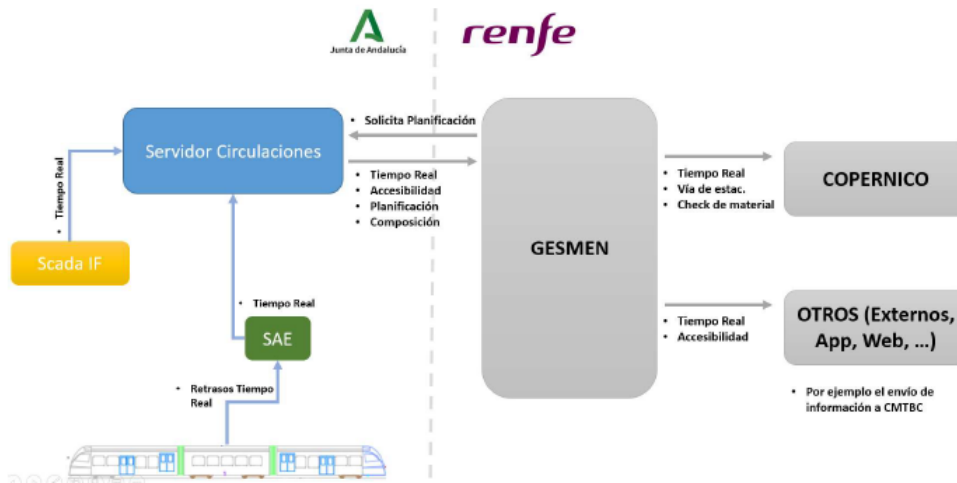 Junta de Andalucía
renfe
Servidor Circulaciones
• Tiempo Real
Scada IF
• Tiempo Real
SAE
• Retrasos Tiempo
Real
• Solicita Planificación
• Tiempo Real
• Accesibilidad
• Planificación
• Composición
GESMEN
• Tiempo Real
• Vía de estac.
• Check de material
COPERNICO
• Tiempo Real
• Accesibilidad
OTROS (Externos,
App, Web, ...)
• Por ejemplo el envío de
información a CMTBC